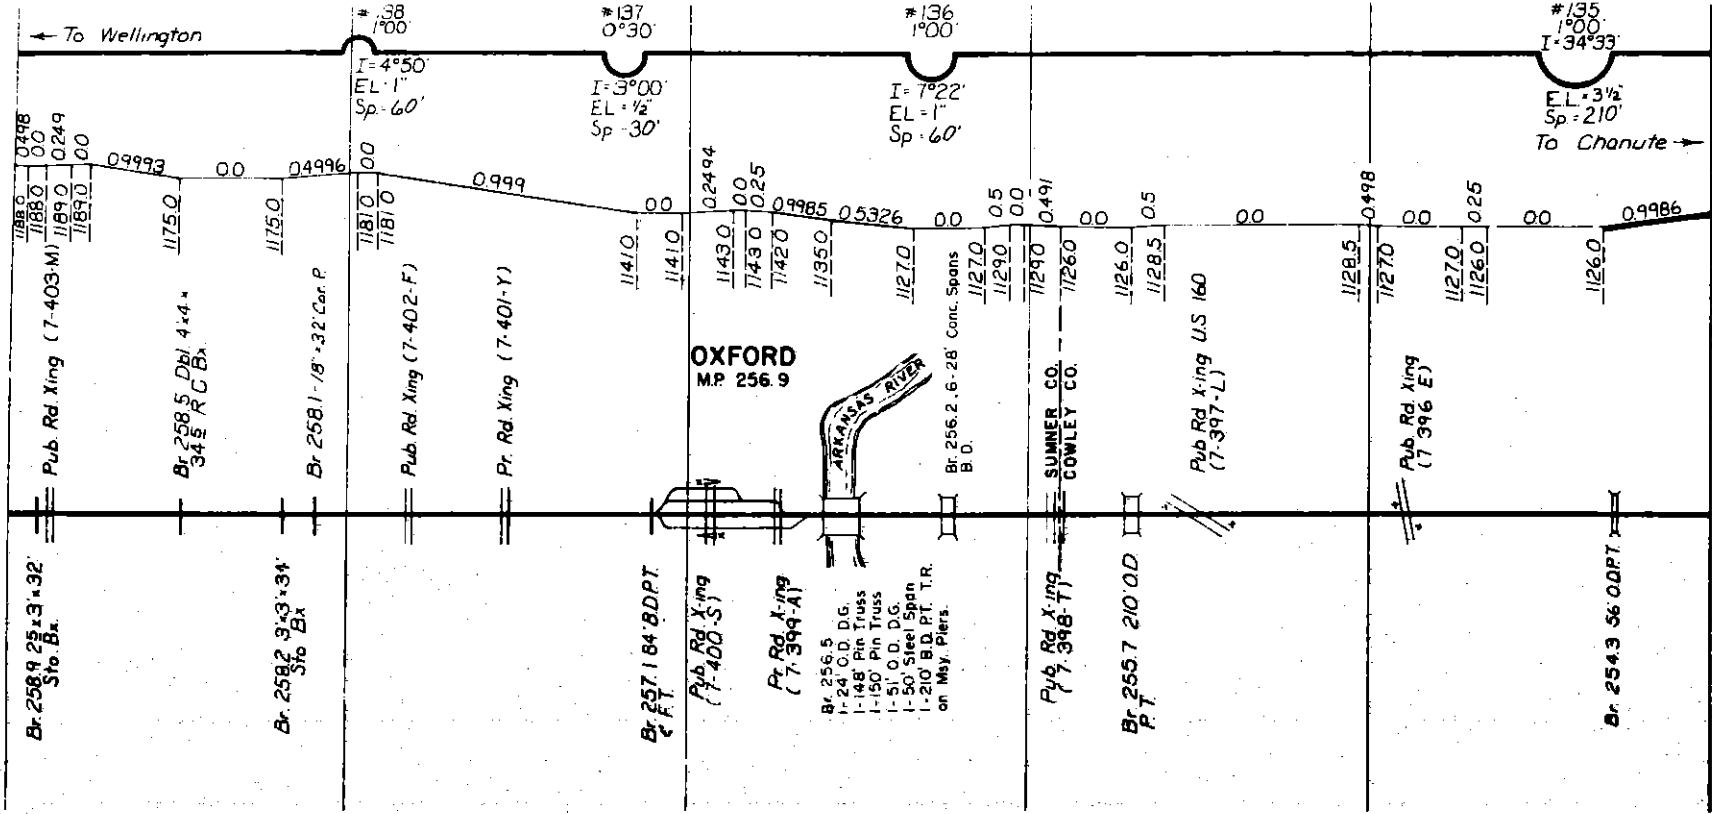 ← To Wellington
#138
1°00'
I=4°50'
EL=1"
Sp.=60'
#137
0°30'
I=3°00'
EL=½"
Sp=30'
#136
1°00'
I=7°22'
EL=1"
Sp=60'
#135
1°00'
I=34°33'
E.L.=3½"
Sp=210'
To Chanute →
0.498
0.0
0.249
0.0
0.9993
0.0
0.4996
0.0
0.999
0.0
0.2494
0.0
0.25
0.9985
0.5326
0.0
0.5
0.0
0.491
0.0
0.5
0.0
0.498
0.0
0.25
0.0
0.9986
1188.0
1188.0
1189.0
1189.0
1175.0
1175.0
1181.0
1181.0
1141.0
1141.0
1143.0
1143.0
1142.0
1135.0
1127.0
1127.0
1129.0
1129.0
1126.0
1126.0
1128.5
1128.5
1127.0
1127.0
1126.0
1126.0
Pub. Rd. Xing (7-403-M)
Br 258.5 Dbl. 4'x4'x
34.5 R C Bx.
Br 258.1-18"x32' Cor. P.
Pub. Rd. Xing (7-402-F)
Pr. Rd. Xing (7-401-Y)
OXFORD
M.P. 256.9
ARKANSAS RIVER
Br. 256.2, 6-28' Conc. Spans
B. D.
SUMNER CO.
COWLEY CO.
Pub Rd X-ing U.S 160
(7-397-L)
Pub. Rd. Xing
(7 396 E)
Br. 258.9 25x3'x32'
Sto. Bx.
Br. 258.2 3'x3'x34'
Sto Bx
Br. 257.1 84' B.D.P.T.
& F.T.
Pub. Rd. X-ing
(7-400-S)
Pr. Rd. X-ing
(7-399-A)
Br. 256.5
1-24' O.D. D.G.
1-148' Pin Truss
1-150' Pin Truss
1-51' O.D. D.G.
1-50' Steel Span
1-210' B.D. P.T. T.R.
on Msy. Piers.
Pub. Rd. X-ing
(7-398-T)
Br. 255.7 210' O.D.
P.T.
Br. 254.3 56' O.D.P.T.